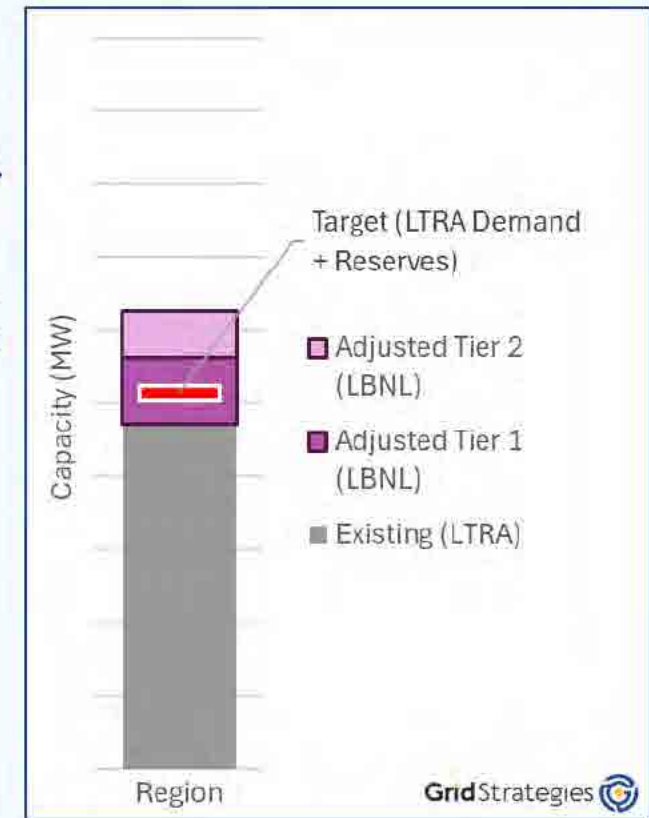 Target (LTRA Demand
+ Reserves)
Capacity (MW)
Adjusted Tier 2
(LBNL)
Adjusted Tier 1
(LBNL)
Existing (LTRA)
Region
GridStrategies